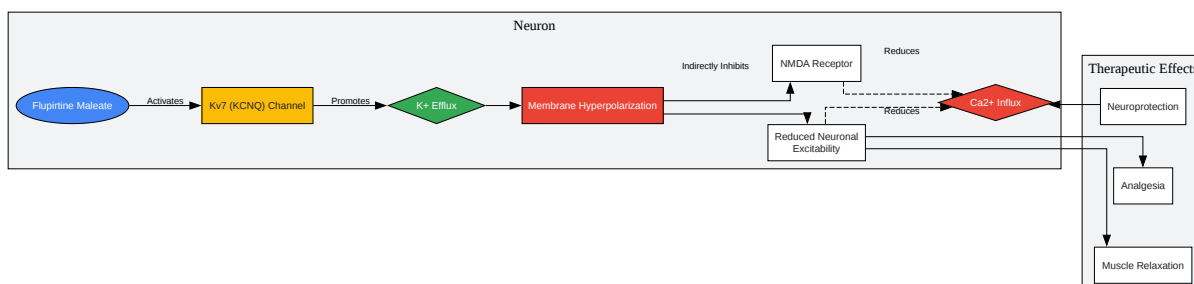 Neuron
Flupirtine Maleate
Activates
Kv7 (KCNQ) Channel
Promotes
K+ Efflux
Membrane Hyperpolarization
Indirectly Inhibits
NMDA Receptor
Reduces
Reduced Neuronal
Excitability
Reduces
Ca2+ Influx
Therapeutic Effects
Neuroprotection
Analgesia
Muscle Relaxation